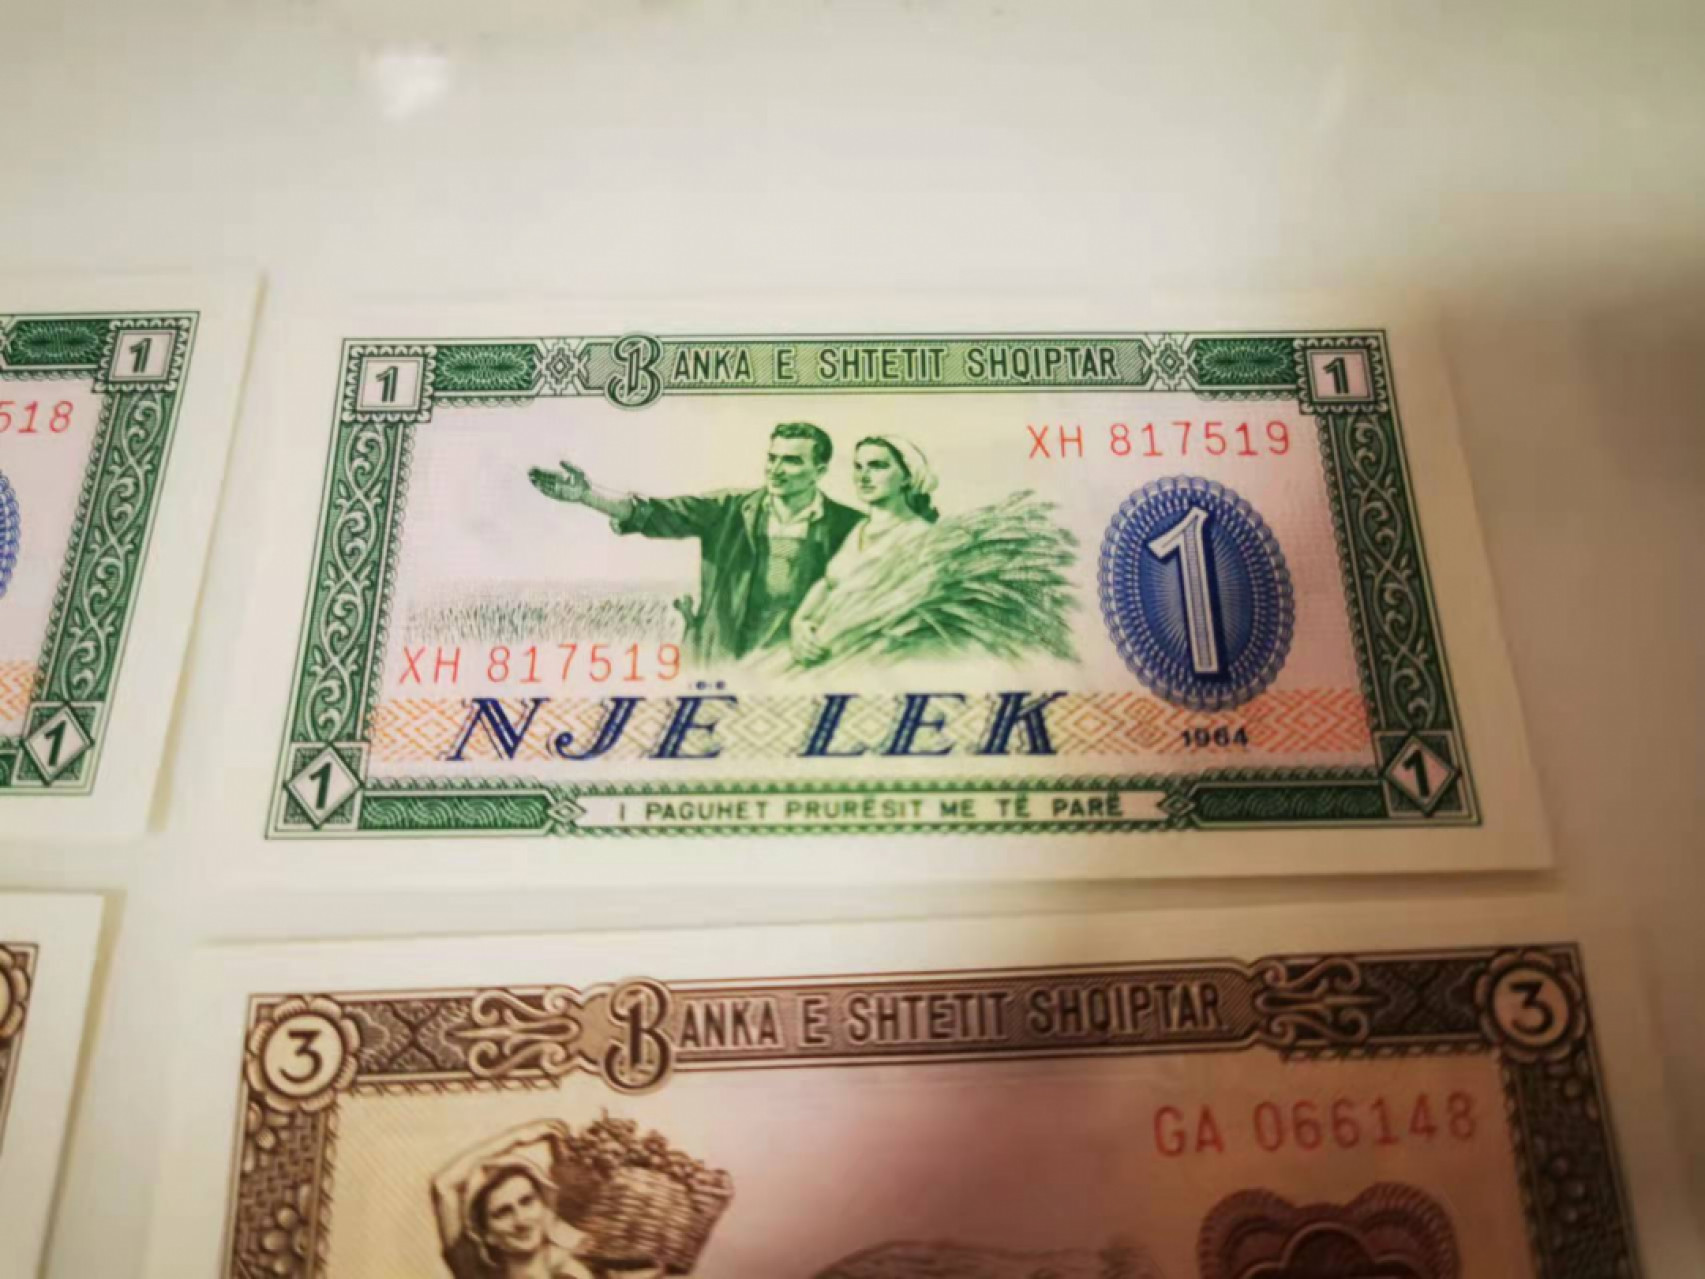 1
518
1
1 BANKA E SHTETIT SHQIPTAR 1
XH 817519
1
XH 817519
NJË LEK
1964
1 1
I PAGUHET PRURËSIT ME TË PARË
3 BANKA E SHTETIT SHQIPTAR 3
GA 066148